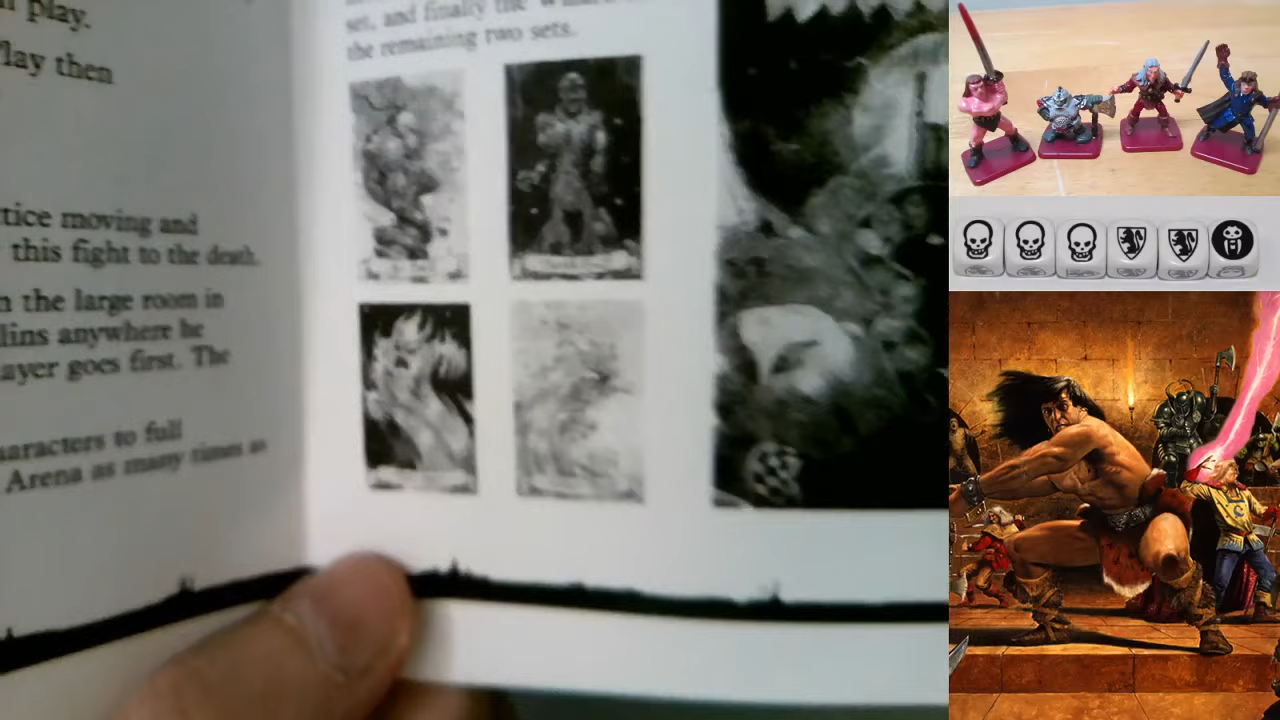 play.
Play then
tice moving and
this fight to the death.
n the large room in
lins anywhere he
ayer goes first. The
aracters to full
Arena as many times as
set, and finally the
the remaining two sets.